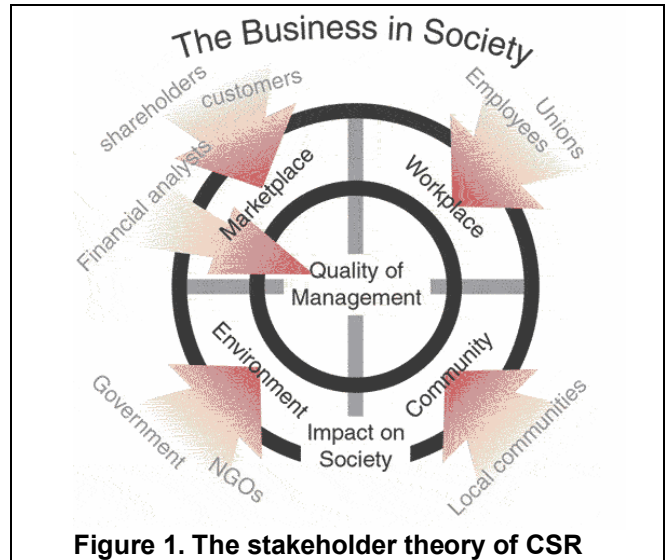 The Business in Society
shareholders
customers
Financial analysts
Marketplace
Unions
Employees
Workplace
Quality of
Management
Environment
Community
Government
NGOs
Impact on
Society
Local communities
Figure 1. The stakeholder theory of CSR